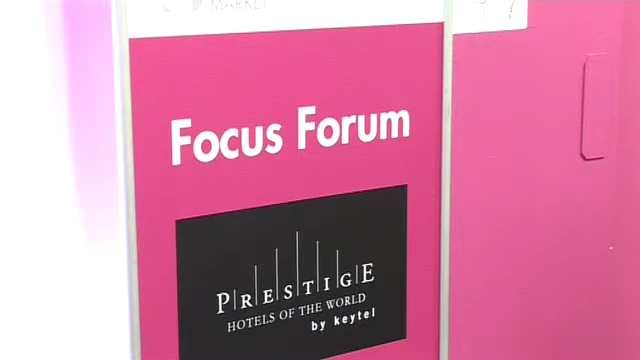 MARKET
Focus Forum
PRESTIGE
HOTELS OF THE WORLD
by keytel